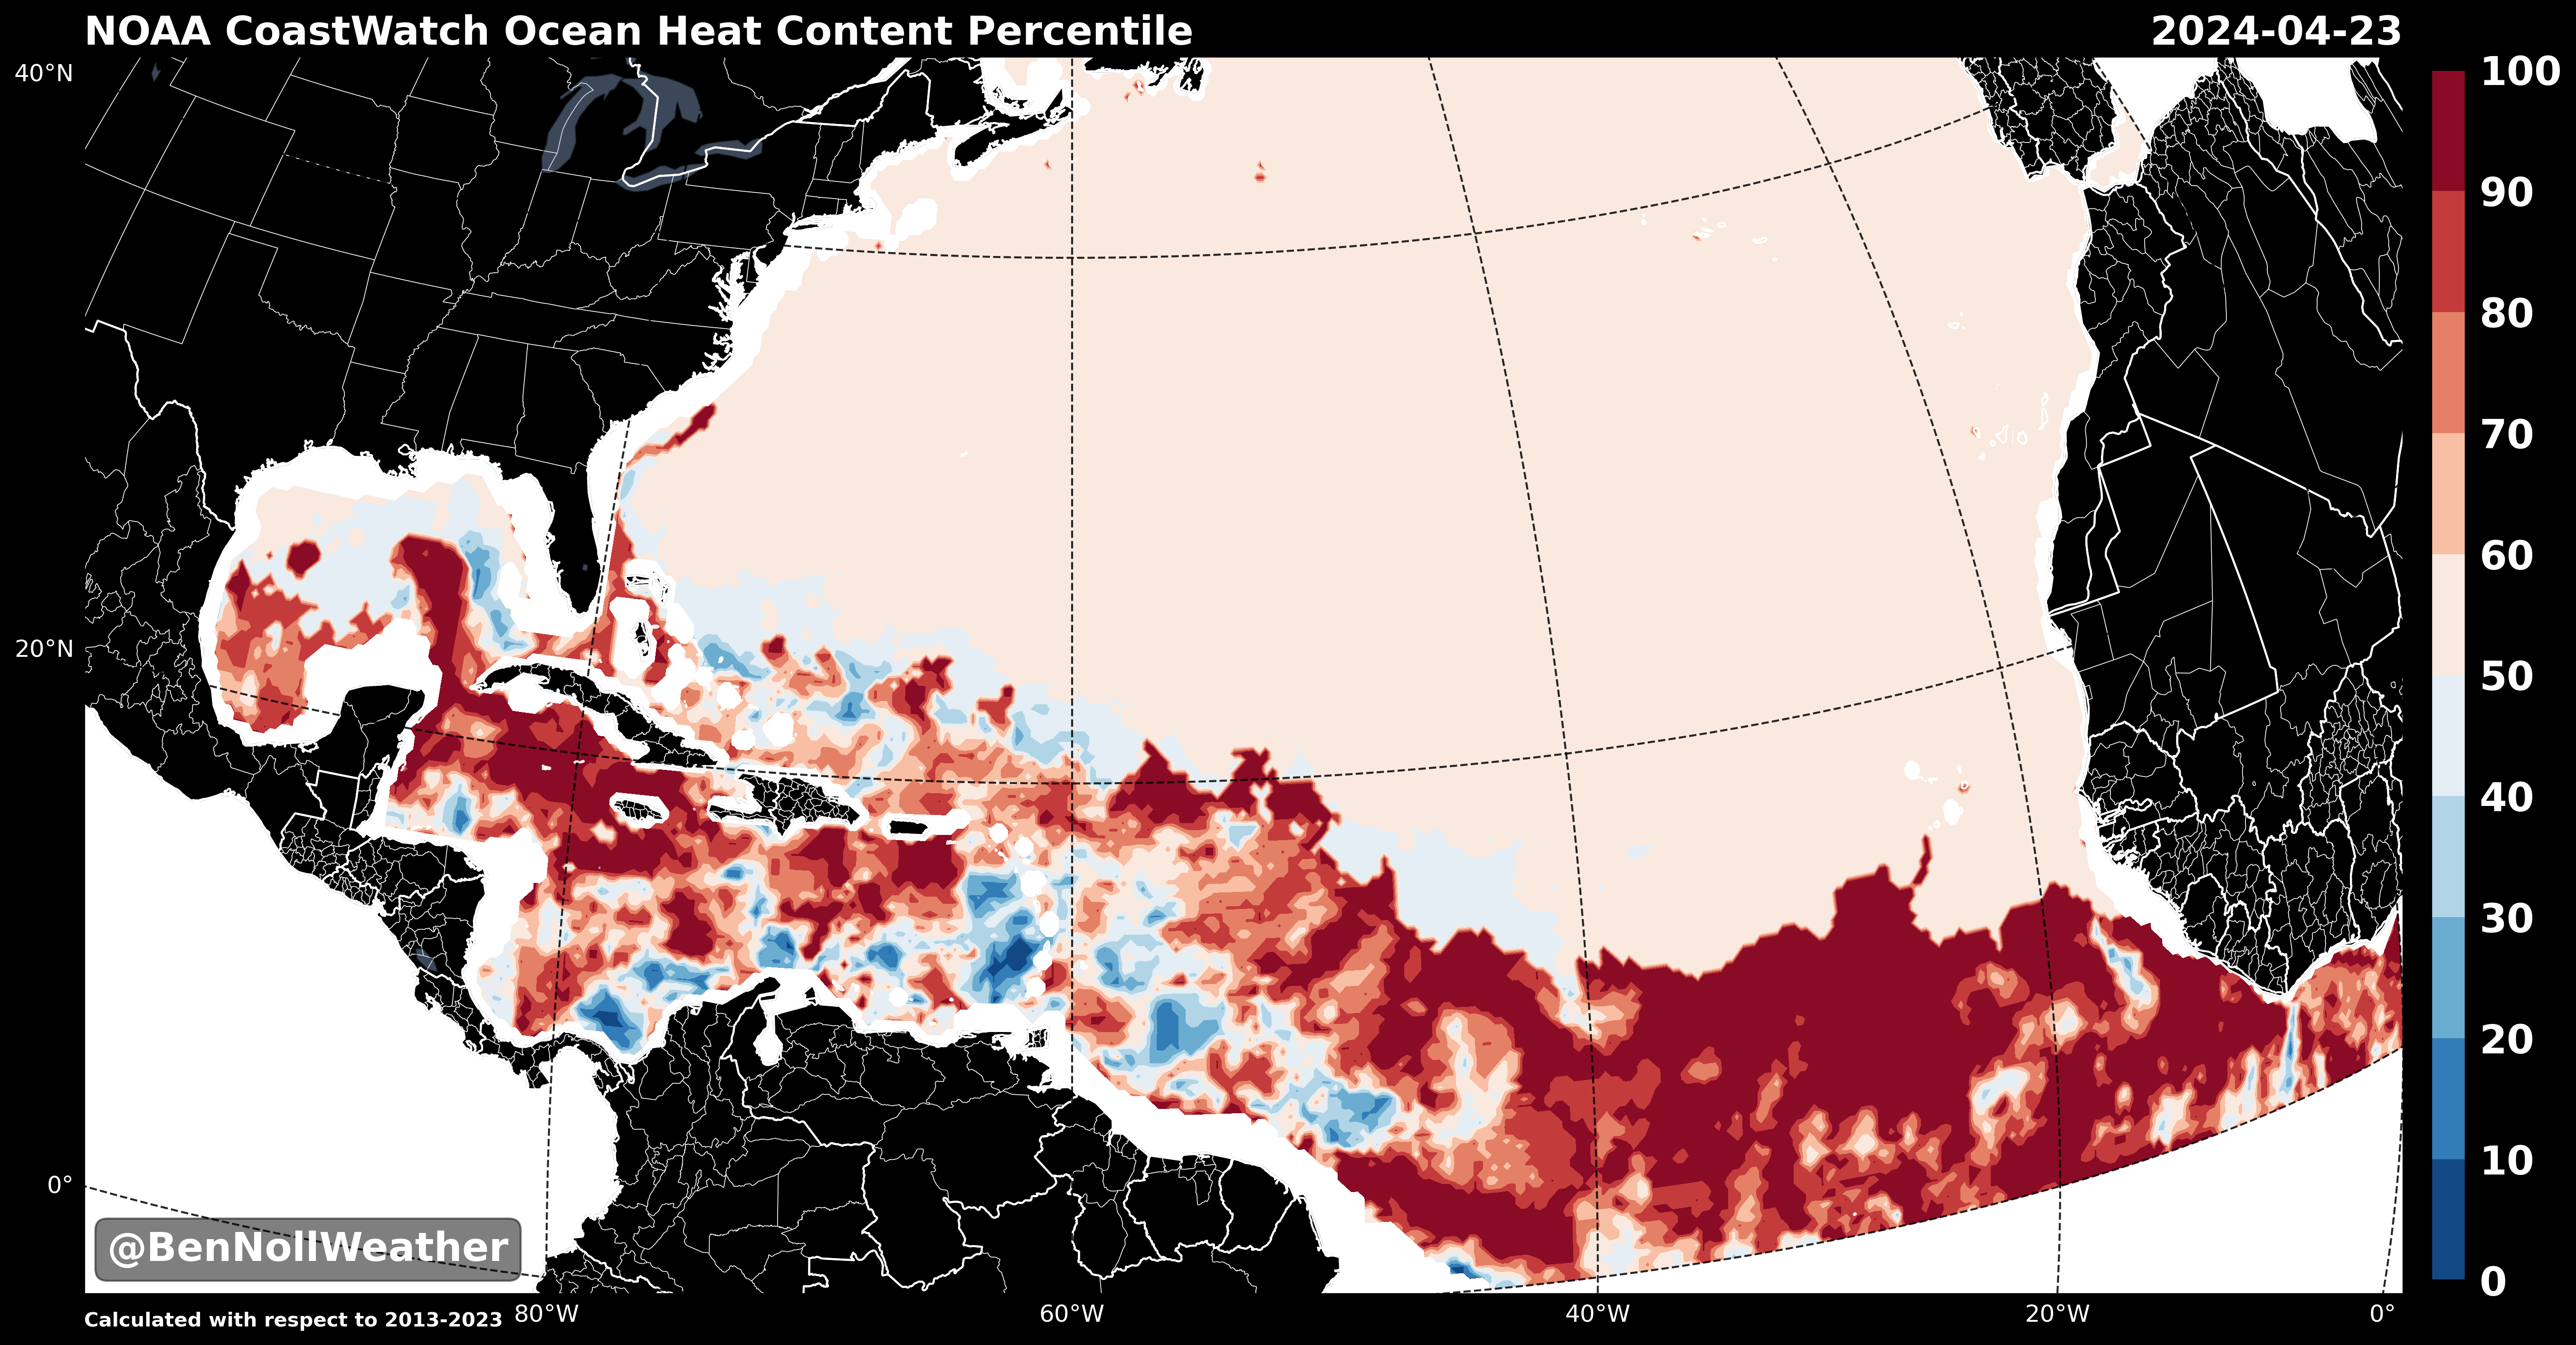 NOAA CoastWatch Ocean Heat Content Percentile
2024-04-23
40°N
20°N
0°
100
90
80
70
60
50
40
30
20
10
0
@BenNollWeather
Calculated with respect to 2013-2023
80°W
60°W
40°W
20°W
0°